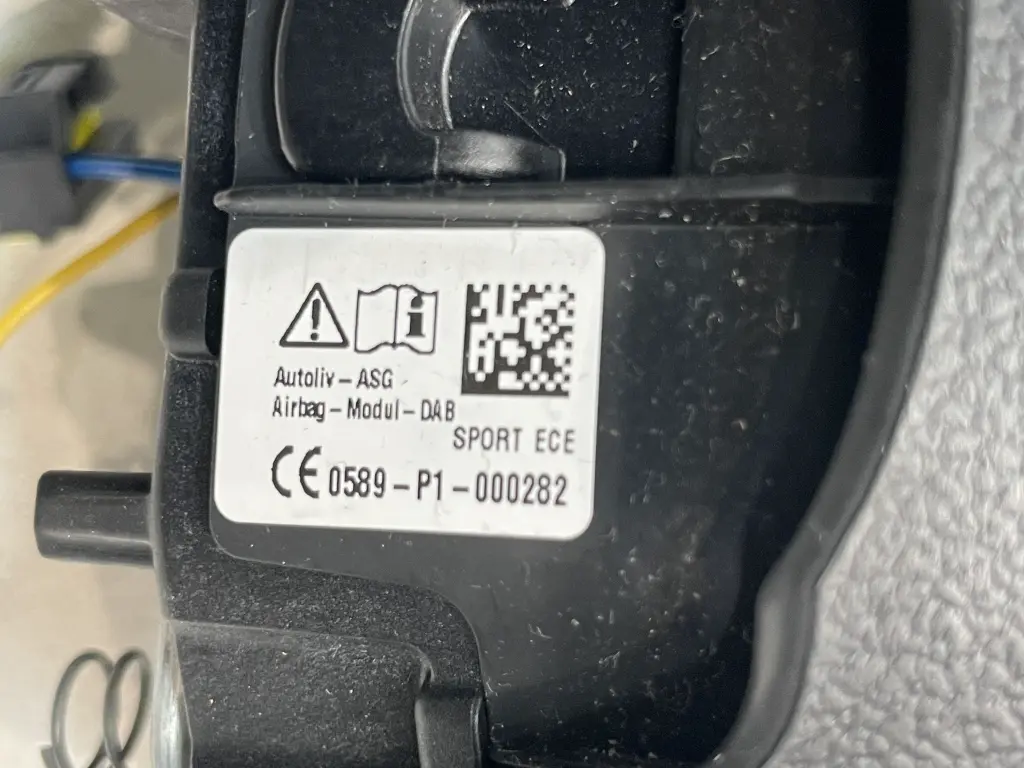 Autoliv-ASG
Airbag-Modul-DAB
SPORT ECE
CE 0589-P1-000282